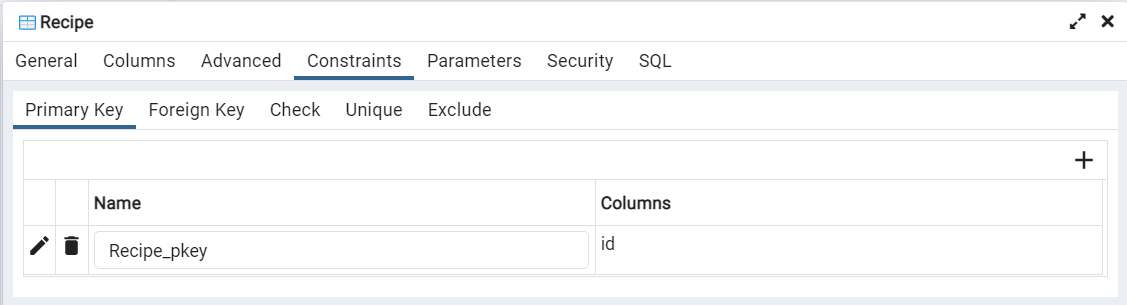 Recipe
General Columns Advanced Constraints Parameters Security SQL
Primary Key Foreign Key Check Unique Exclude
Name Columns
Recipe_pkey id